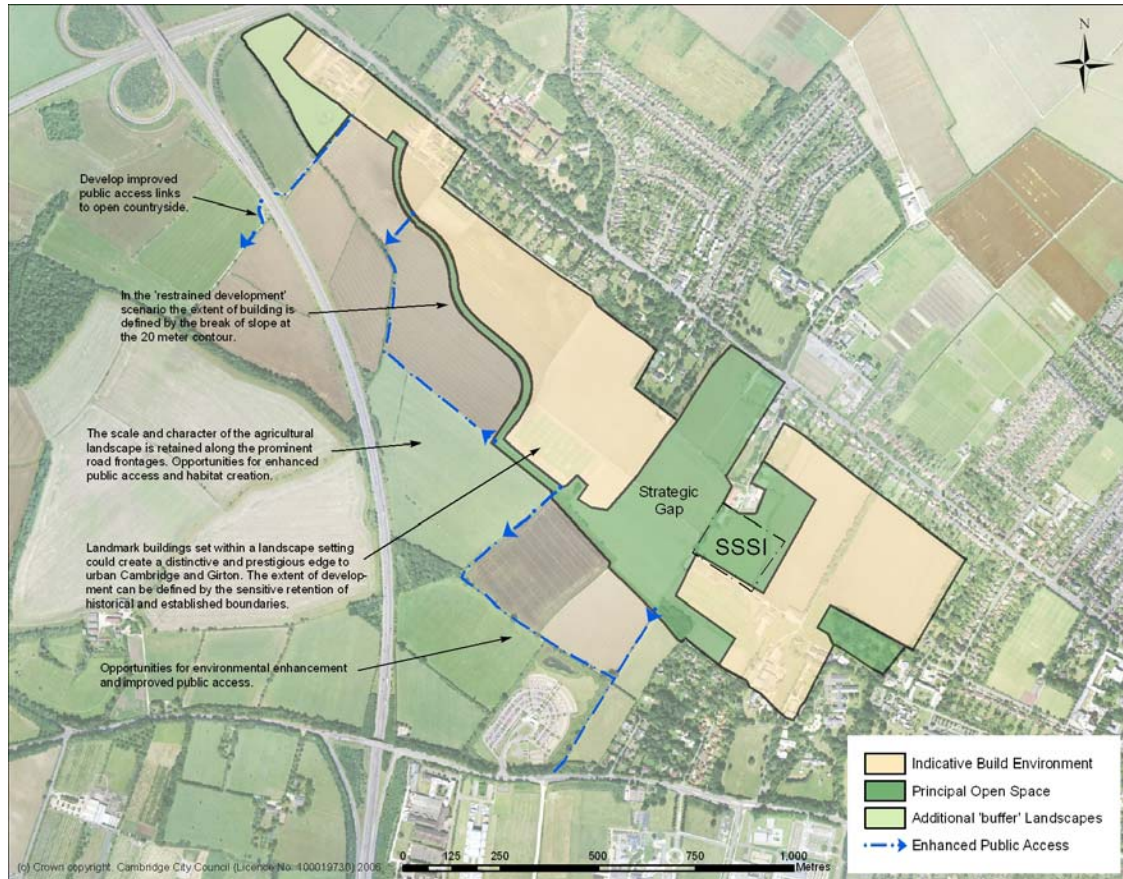 N
Develop improved
public access links
to open countryside.
In the 'restrained development'
scenario the extent of building is
defined by the break of slope at
the 20 meter contour.
The scale and character of the agricultural
landscape is retained along the prominent
road frontages. Opportunities for enhanced
public access and habitat creation.
Strategic
Gap
SSSI
Landmark buildings set within a landscape setting
could create a distinctive and prestigious edge to
urban Cambridge and Girton. The extent of develop-
ment can be defined by the sensitive retention of
historical and established boundaries.
Opportunities for environmental enhancement
and improved public access.
Indicative Build Environment
Principal Open Space
Additional 'buffer' Landscapes
Enhanced Public Access
(c) Crown copyright. Cambridge City Council (Licence No. 100019730) 2006
0 125 250 500 750 1,000
Metres